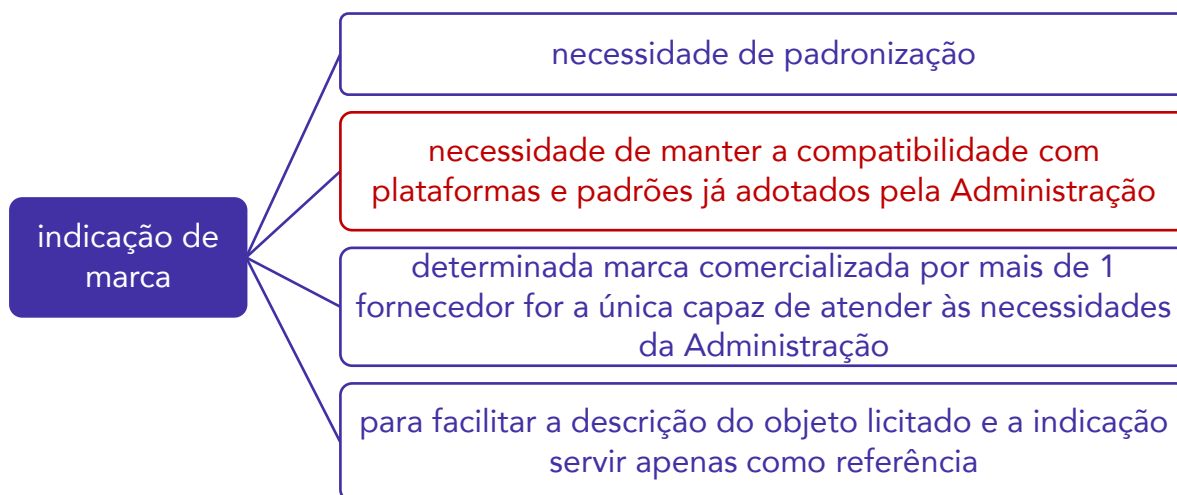 necessidade de padronização
necessidade de manter a compatibilidade com
plataformas e padrões já adotados pela Administração
indicação de
marca
determinada marca comercializada por mais de 1
fornecedor for a única capaz de atender às necessidades
da Administração
para facilitar a descrição do objeto licitado e a indicação
servir apenas como referência